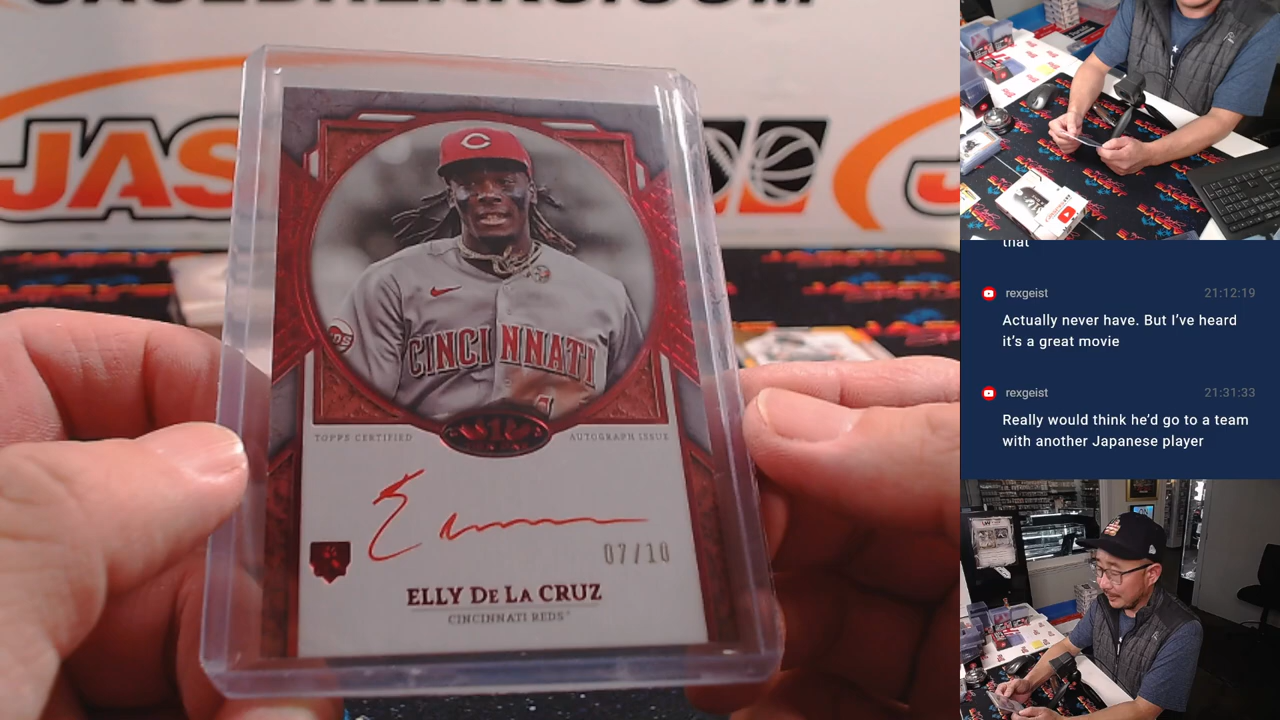 JAS
C
CINCINNATI
TOPPS CERTIFIED
AUTOGRAPH ISSUE
07/10
ELLY DE LA CRUZ
CINCINNATI REDS
that
rexgeist 21:12:19
Actually never have. But I've heard
it's a great movie
rexgeist 21:31:33
Really would think he'd go to a team
with another Japanese player